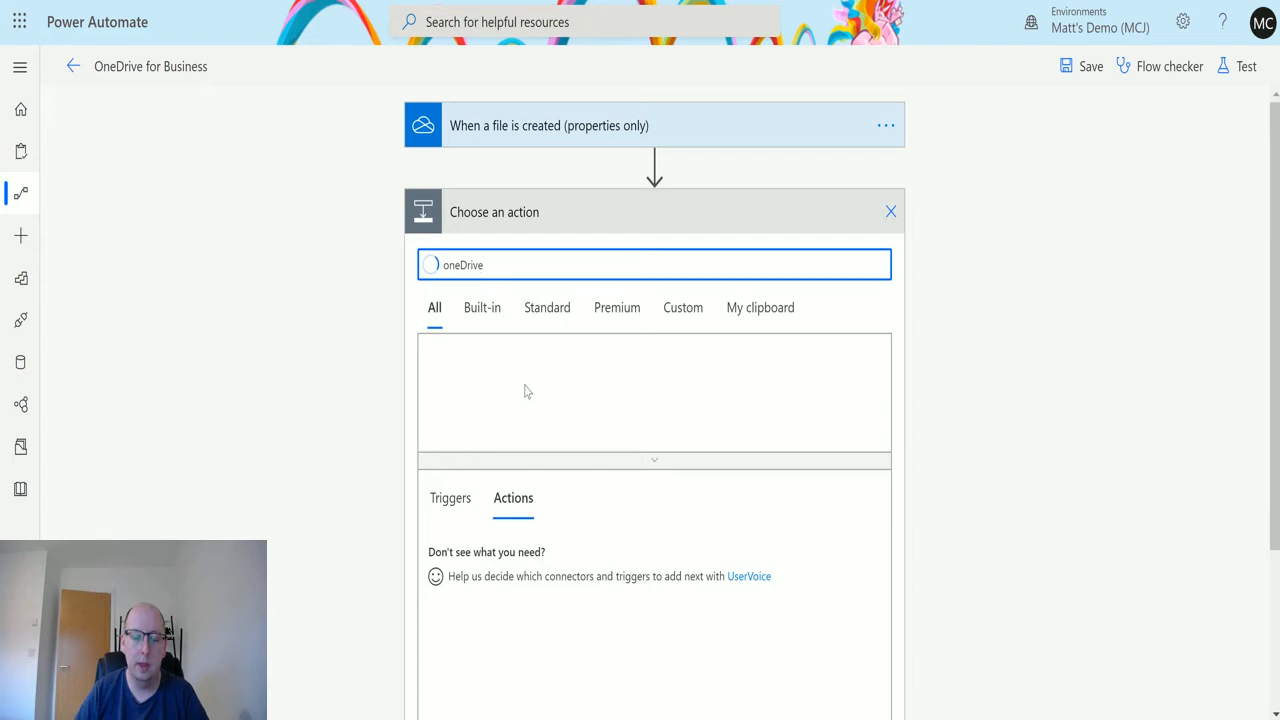 Power Automate
Search for helpful resources
Environments
Matt's Demo (MCJ)
MC
OneDrive for Business
Save
Flow checker
Test
When a file is created (properties only)
Choose an action
oneDrive
All Built-in Standard Premium Custom My clipboard
Triggers Actions
Don't see what you need?
Help us decide which connectors and triggers to add next with UserVoice